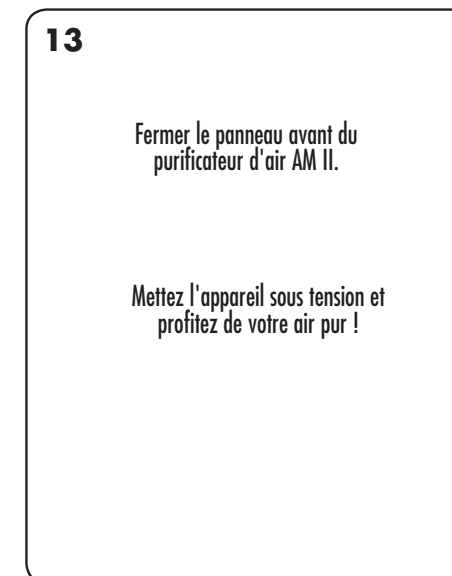 13
Fermer le panneau avant du
purificateur d'air AM II.
Mettez l'appareil sous tension et
profitez de votre air pur !